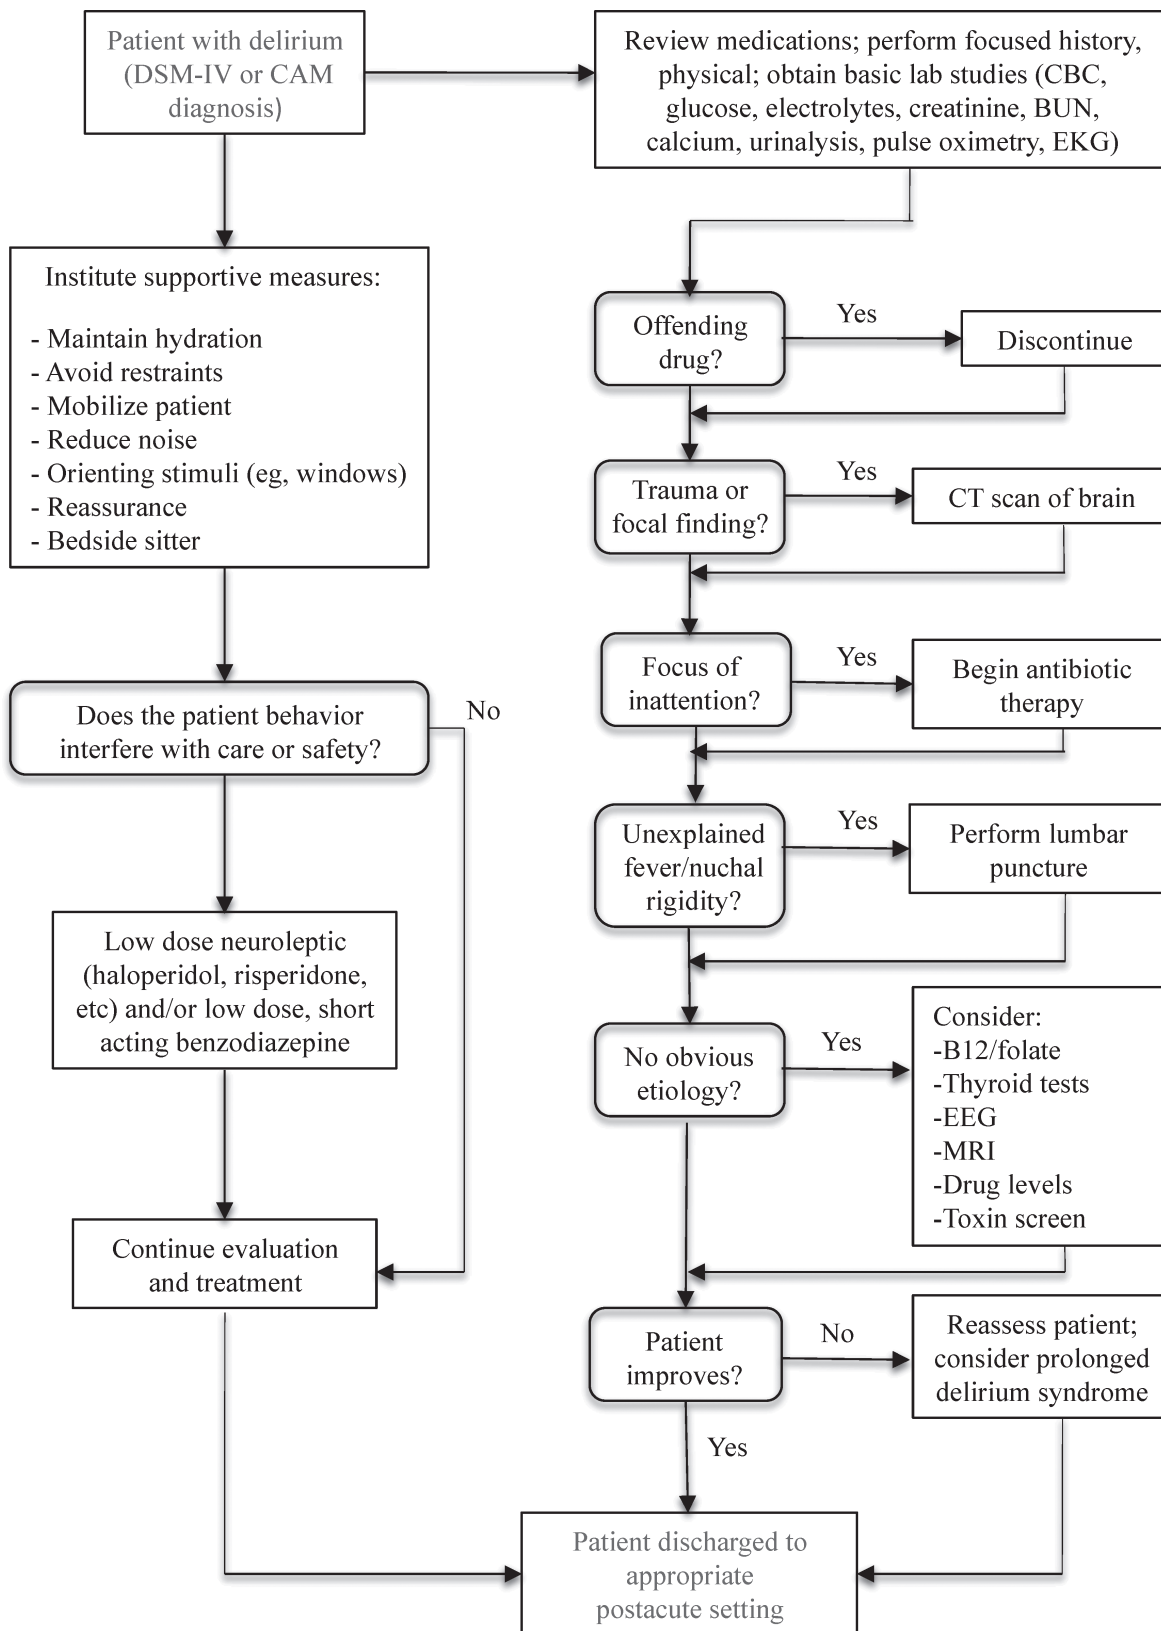 Patient with delirium
(DSM-IV or CAM
diagnosis)
Review medications; perform focused history,
physical; obtain basic lab studies (CBC,
glucose, electrolytes, creatinine, BUN,
calcium, urinalysis, pulse oximetry, EKG)
Institute supportive measures:
- Maintain hydration
- Avoid restraints
- Mobilize patient
- Reduce noise
- Orienting stimuli (eg, windows)
- Reassurance
- Bedside sitter
Does the patient behavior
interfere with care or safety?
No
Low dose neuroleptic
(haloperidol, risperidone,
etc) and/or low dose, short
acting benzodiazepine
Continue evaluation
and treatment
Offending
drug?
Yes
Discontinue
Trauma or
focal finding?
Yes
CT scan of brain
Focus of
inattention?
Yes
Begin antibiotic
therapy
Unexplained
fever/nuchal
rigidity?
Yes
Perform lumbar
puncture
No obvious
etiology?
Yes
Consider:
-B12/folate
-Thyroid tests
-EEG
-MRI
-Drug levels
-Toxin screen
Patient
improves?
No
Reassess patient;
consider prolonged
delirium syndrome
Yes
Patient discharged to
appropriate
postacute setting